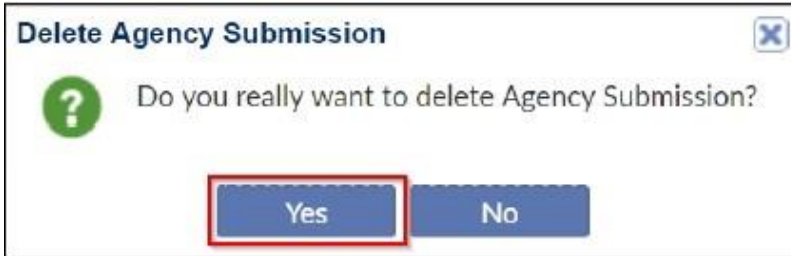 Delete Agency Submission
Do you really want to delete Agency Submission?
Yes No